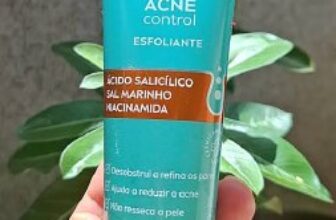 ACNE
control
ESFOLIANTE
ÁCIDO SALICÍLICO
SAL MARINHO
NIACINAMIDA
Desobstrui e refina os poros
Ajuda a reduzir a acne
Não resseca a pele